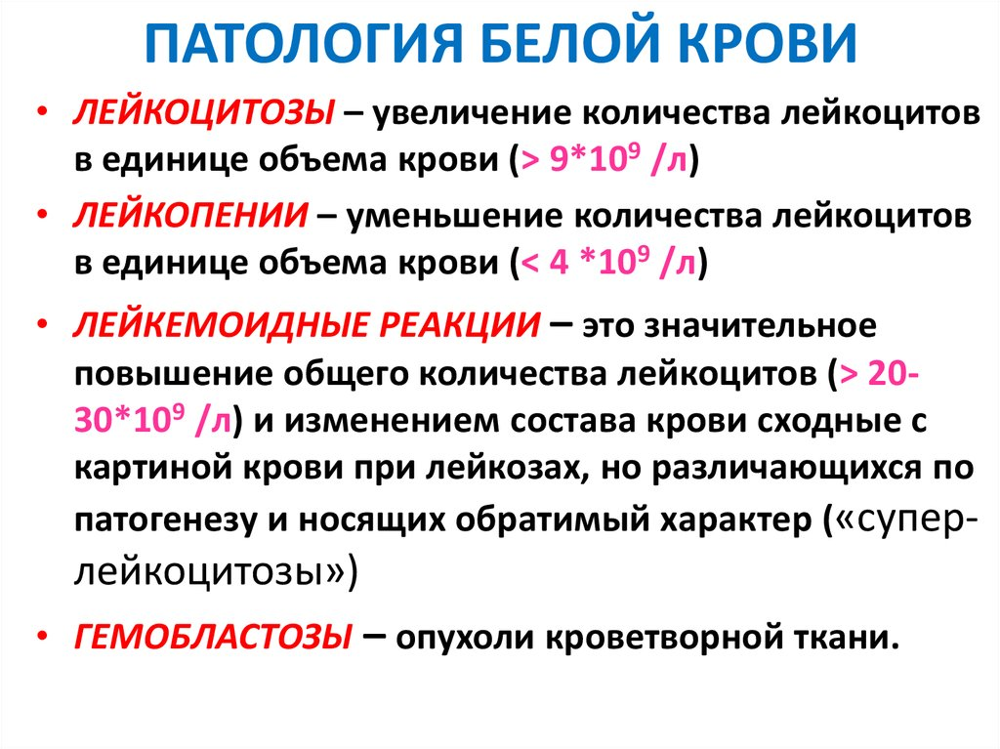 ПАТОЛОГИЯ БЕЛОЙ КРОВИ
• ЛЕЙКОЦИТОЗЫ – увеличение количества лейкоцитов
в единице объема крови (> 9*10⁹ /л)
• ЛЕЙКОПЕНИИ – уменьшение количества лейкоцитов
в единице объема крови (< 4 *10⁹ /л)
• ЛЕЙКЕМОИДНЫЕ РЕАКЦИИ – это значительное
повышение общего количества лейкоцитов (> 20-
30*10⁹ /л) и изменением состава крови сходные с
картиной крови при лейкозах, но различающихся по
патогенезу и носящих обратимый характер («супер-
лейкоцитозы»)
• ГЕМОБЛАСТОЗЫ – опухоли кроветворной ткани.